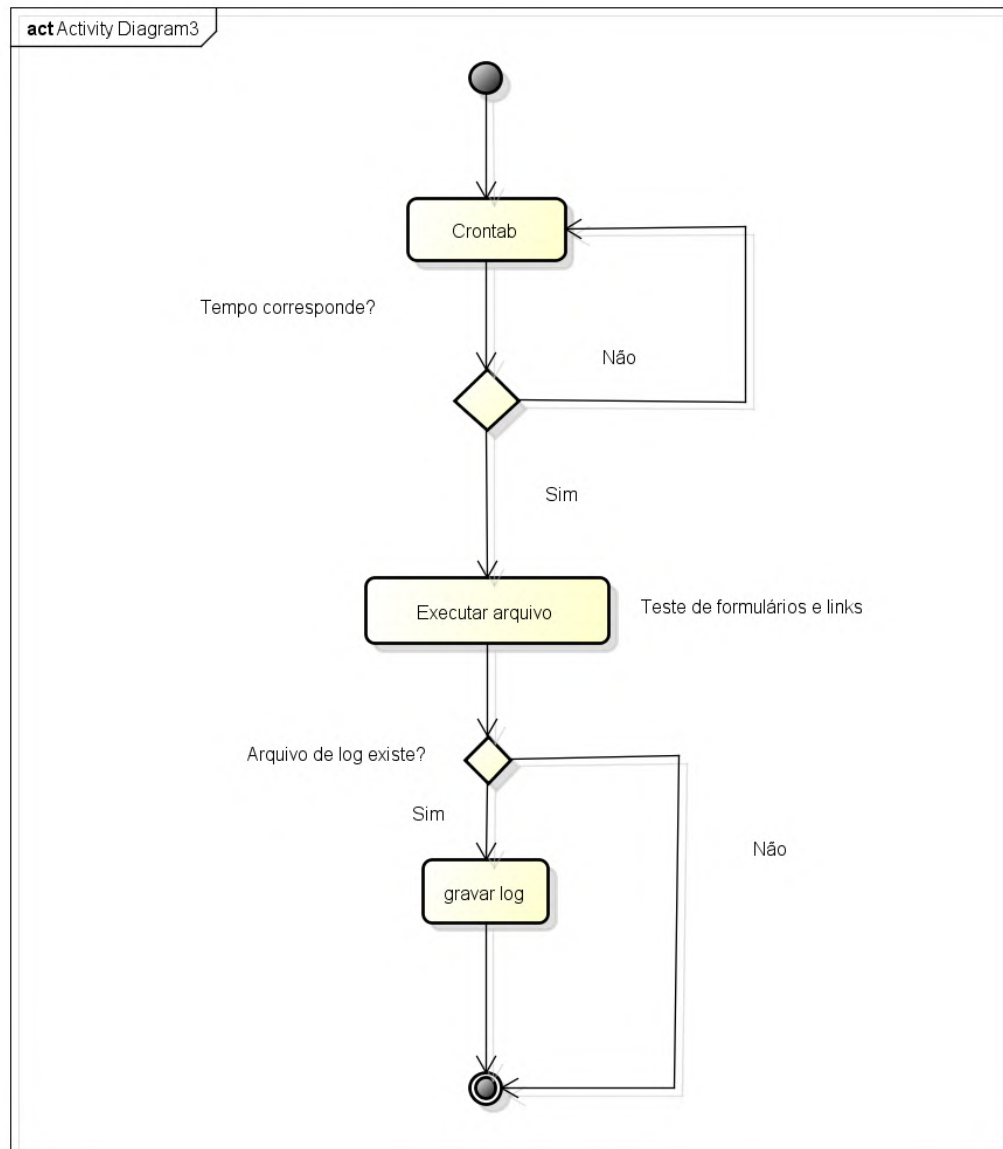 act Activity Diagram3
Crontab
Tempo corresponde?
Não
Sim
Executar arquivo
Teste de formulários e links
Arquivo de log existe?
Sim
Não
gravar log